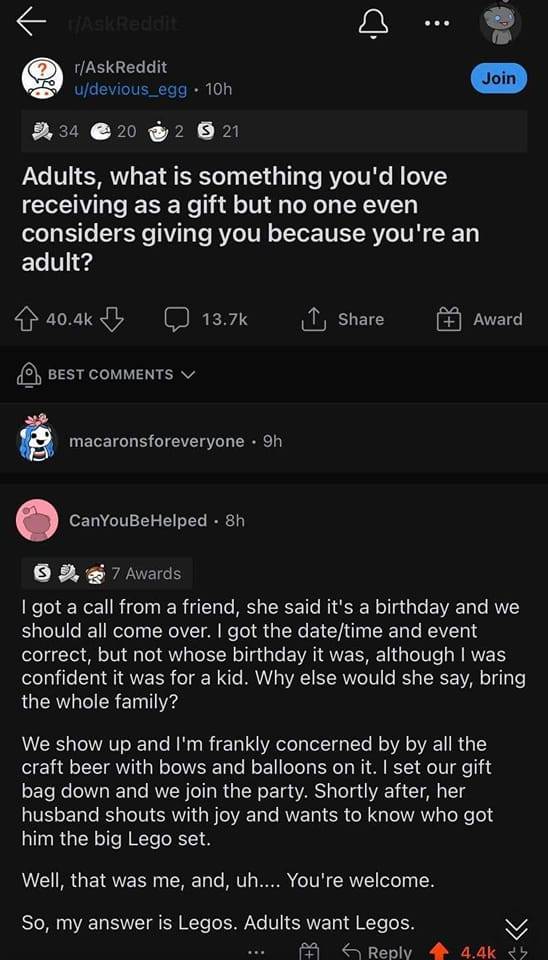 r/AskReddit
r/AskReddit
u/devious_egg • 10h
Join
34 20 2 21
Adults, what is something you'd love
receiving as a gift but no one even
considers giving you because you're an
adult?
40.4k 13.7k Share Award
BEST COMMENTS
macaronsforeveryone • 9h
CanYouBeHelped • 8h
7 Awards
I got a call from a friend, she said it's a birthday and we
should all come over. I got the date/time and event
correct, but not whose birthday it was, although I was
confident it was for a kid. Why else would she say, bring
the whole family?
We show up and I'm frankly concerned by by all the
craft beer with bows and balloons on it. I set our gift
bag down and we join the party. Shortly after, her
husband shouts with joy and wants to know who got
him the big Lego set.
Well, that was me, and, uh.... You're welcome.
So, my answer is Legos. Adults want Legos.
Reply 4.4k